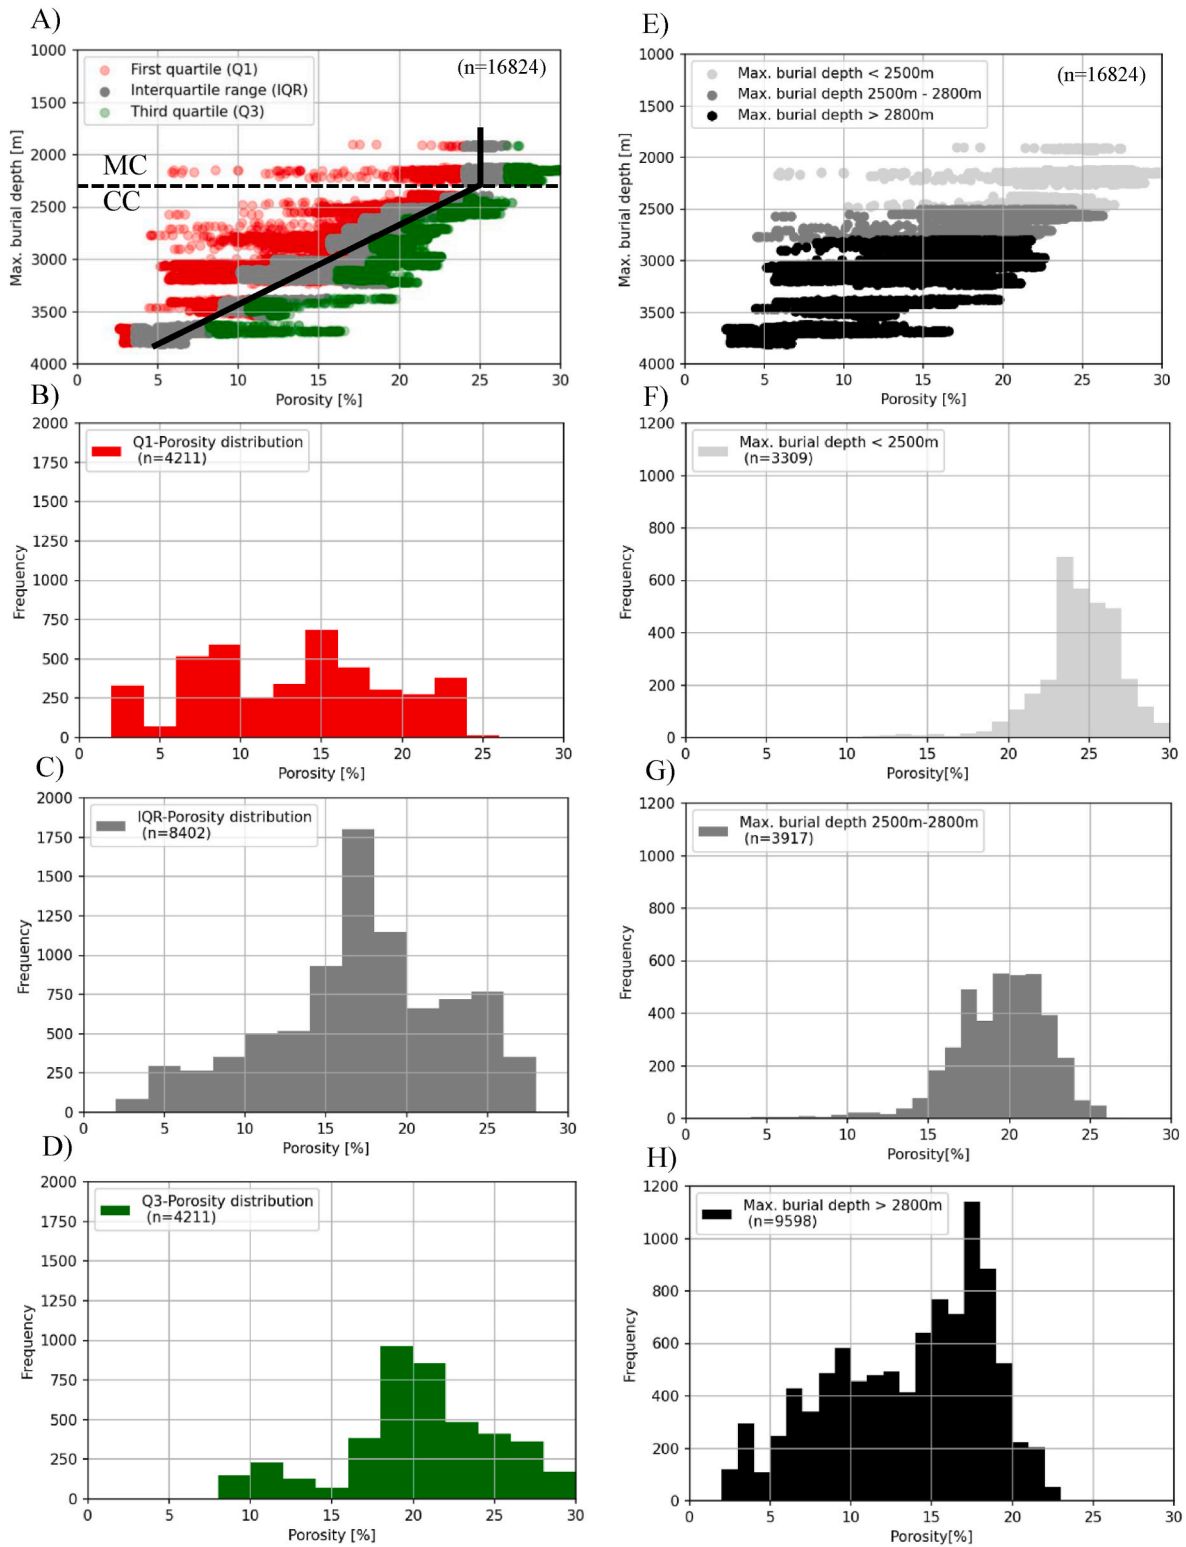 A)
1000
1500
2000
2500
3000
3500
4000
Max. burial depth [m]
First quartile (Q1)
Interquartile range (IQR)
Third quartile (Q3)
(n=16824)
MC
CC
0 5 10 15 20 25 30
Porosity [%]
E)
1000
1500
2000
2500
3000
3500
4000
Max. burial depth [m]
Max. burial depth < 2500m
Max. burial depth 2500m - 2800m
Max. burial depth > 2800m
(n=16824)
0 5 10 15 20 25 30
Porosity [%]
B)
2000
1750
1500
1250
1000
750
500
250
0
Frequency
Q1-Porosity distribution
(n=4211)
0 5 10 15 20 25 30
Porosity [%]
F)
1200
1000
800
600
400
200
0
Frequency
Max. burial depth < 2500m
(n=3309)
0 5 10 15 20 25 30
Porosity[%]
C)
2000
1750
1500
1250
1000
750
500
250
0
Frequency
IQR-Porosity distribution
(n=8402)
0 5 10 15 20 25 30
Porosity [%]
G)
1200
1000
800
600
400
200
0
Frequency
Max. burial depth 2500m-2800m
(n=3917)
0 5 10 15 20 25 30
Porosity[%]
D)
2000
1750
1500
1250
1000
750
500
250
0
Frequency
Q3-Porosity distribution
(n=4211)
0 5 10 15 20 25 30
Porosity [%]
H)
1200
1000
800
600
400
200
0
Frequency
Max. burial depth > 2800m
(n=9598)
0 5 10 15 20 25 30
Porosity[%]